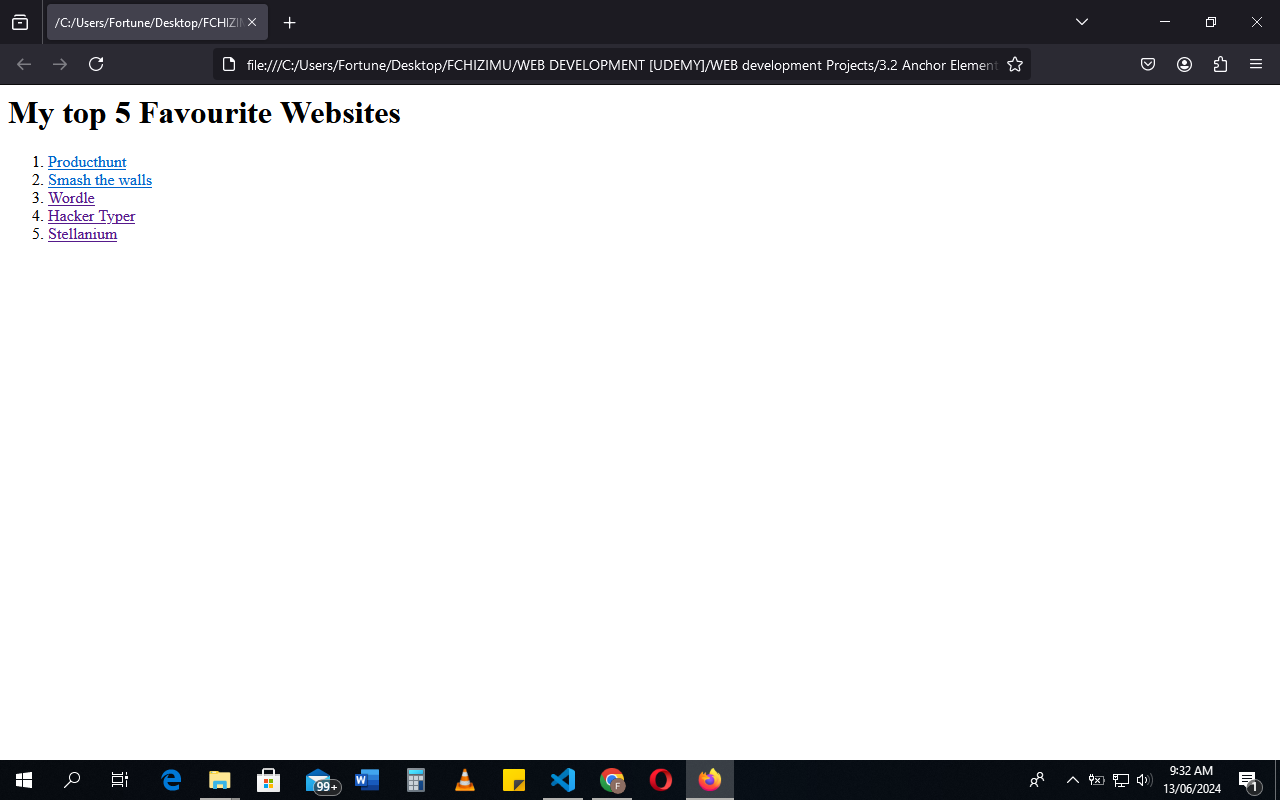 /C:/Users/Fortune/Desktop/FCHIZI
file:///C:/Users/Fortune/Desktop/FCHIZIMU/WEB DEVELOPMENT [UDEMY]/WEB development Projects/3.2 Anchor Element
My top 5 Favourite Websites
1. Producthunt
2. Smash the walls
3. Wordle
4. Hacker Typer
5. Stellanium
99+
F
9:32 AM
13/06/2024
1